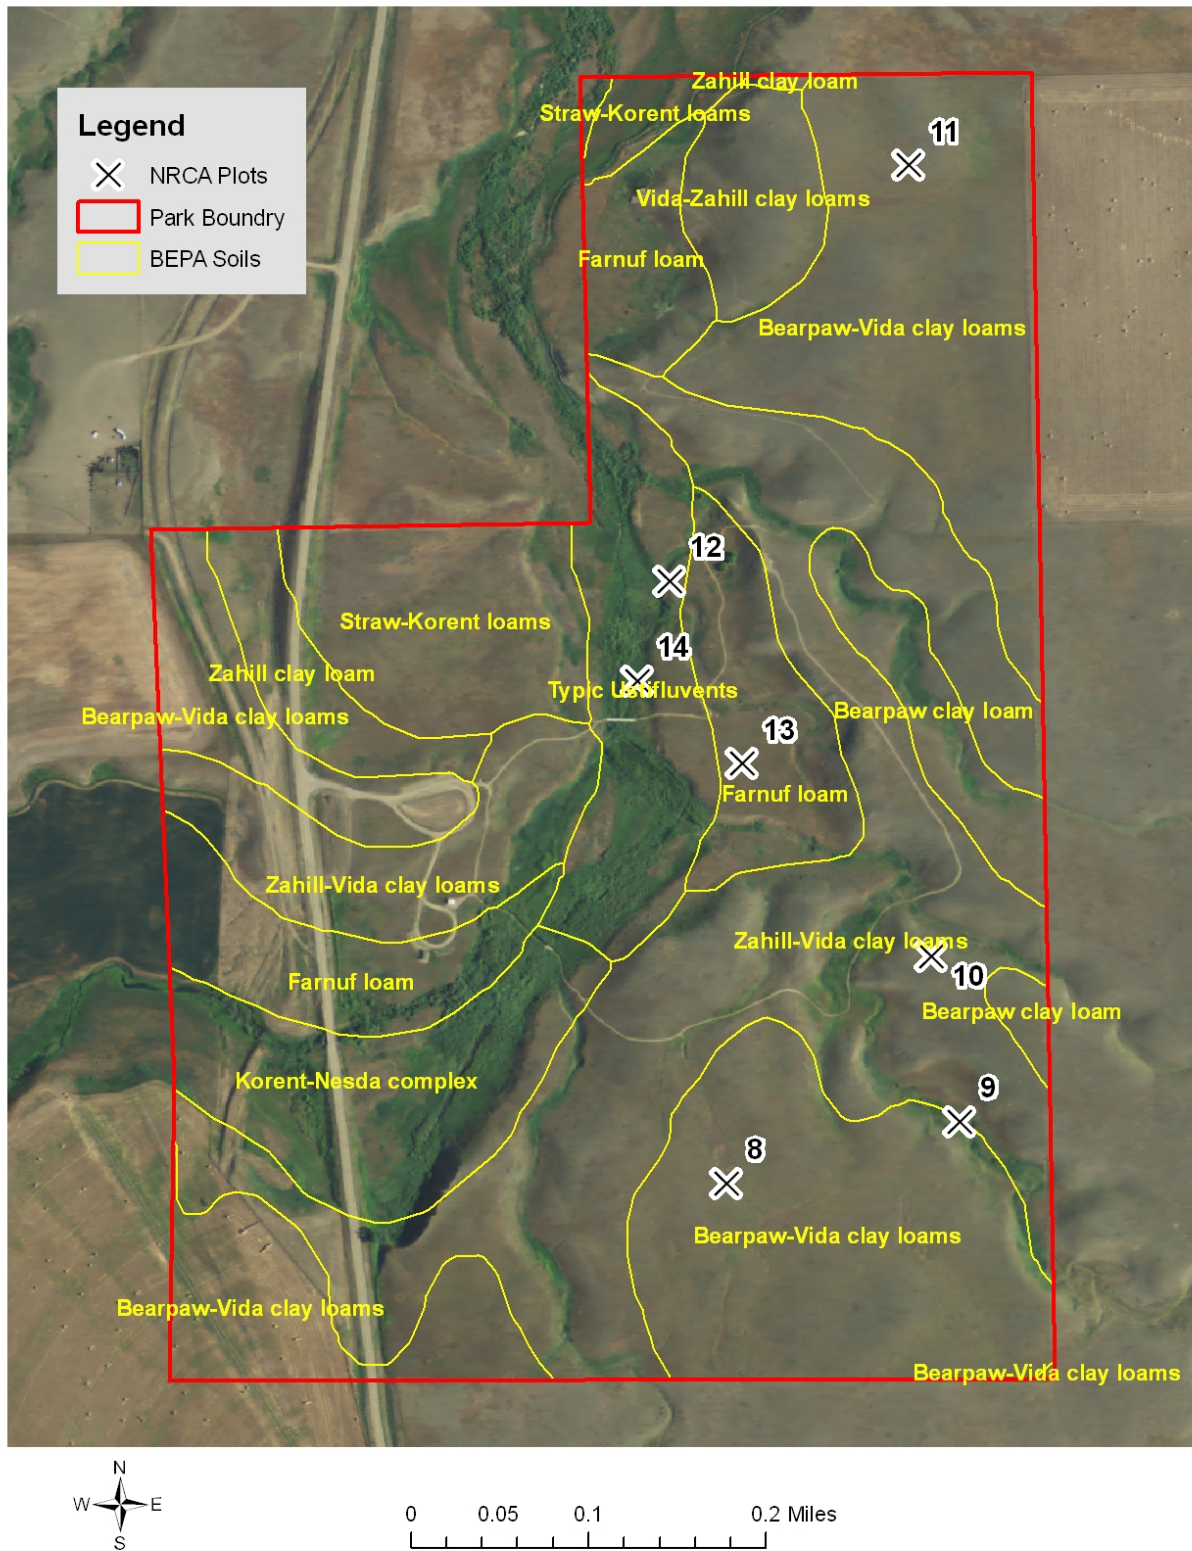 Zahill clay loam
Straw-Korent loams
Legend
NRCA Plots
Park Boundry
BEPA Soils
11
Vida-Zahill clay loams
Farnuf loam
Bearpaw-Vida clay loams
12
Straw-Korent loams
14
Zahill clay loam
Typic Ustifluvents
Bearpaw-Vida clay loams
Bearpaw clay loam
13
Farnuf loam
Zahill-Vida clay loams
Zahill-Vida clay loams
10
Farnuf loam
Bearpaw clay loam
Korent-Nesda complex
9
8
Bearpaw-Vida clay loams
Bearpaw-Vida clay loams
Bearpaw-Vida clay loams
N
W E
S
0 0.05 0.1 0.2 Miles